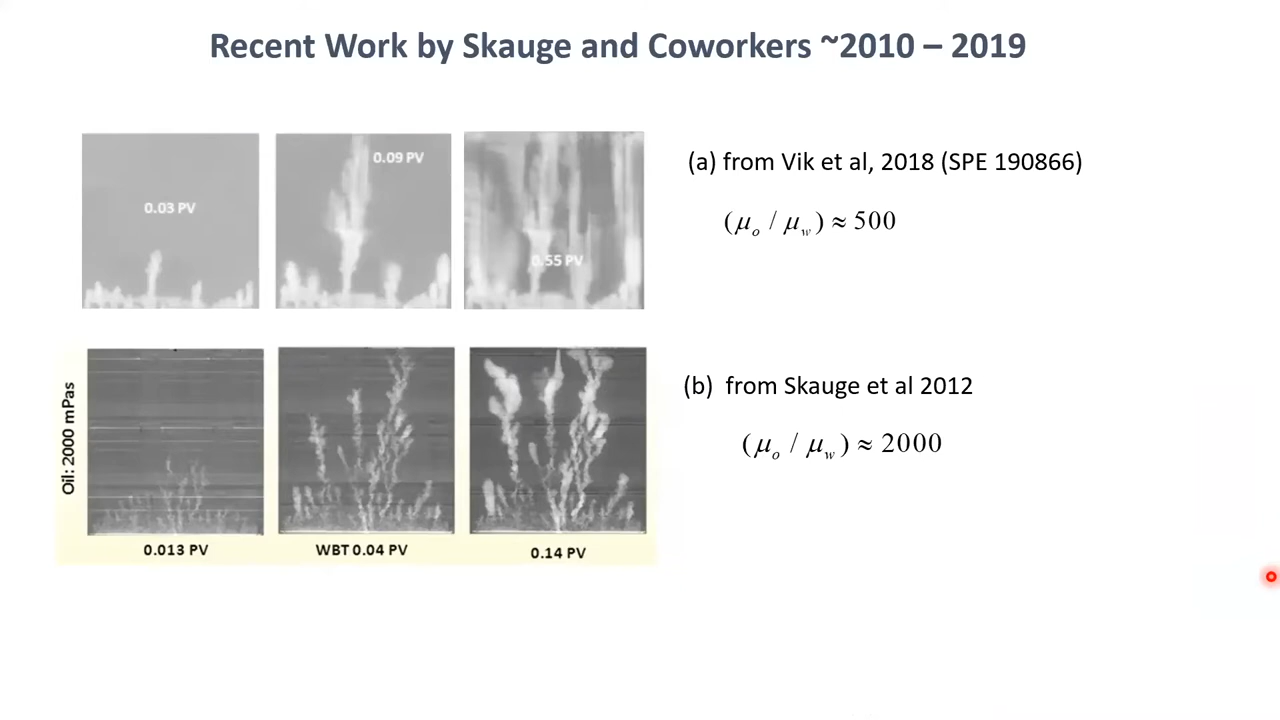 Recent Work by Skauge and Coworkers ~2010 – 2019
0.03 PV
0.09 PV
0.55 PV
(a) from Vik et al, 2018 (SPE 190866)
(μo / μw) ≈ 500
Oil: 2000 mPas
0.013 PV
WBT 0.04 PV
0.14 PV
(b) from Skauge et al 2012
(μo / μw) ≈ 2000